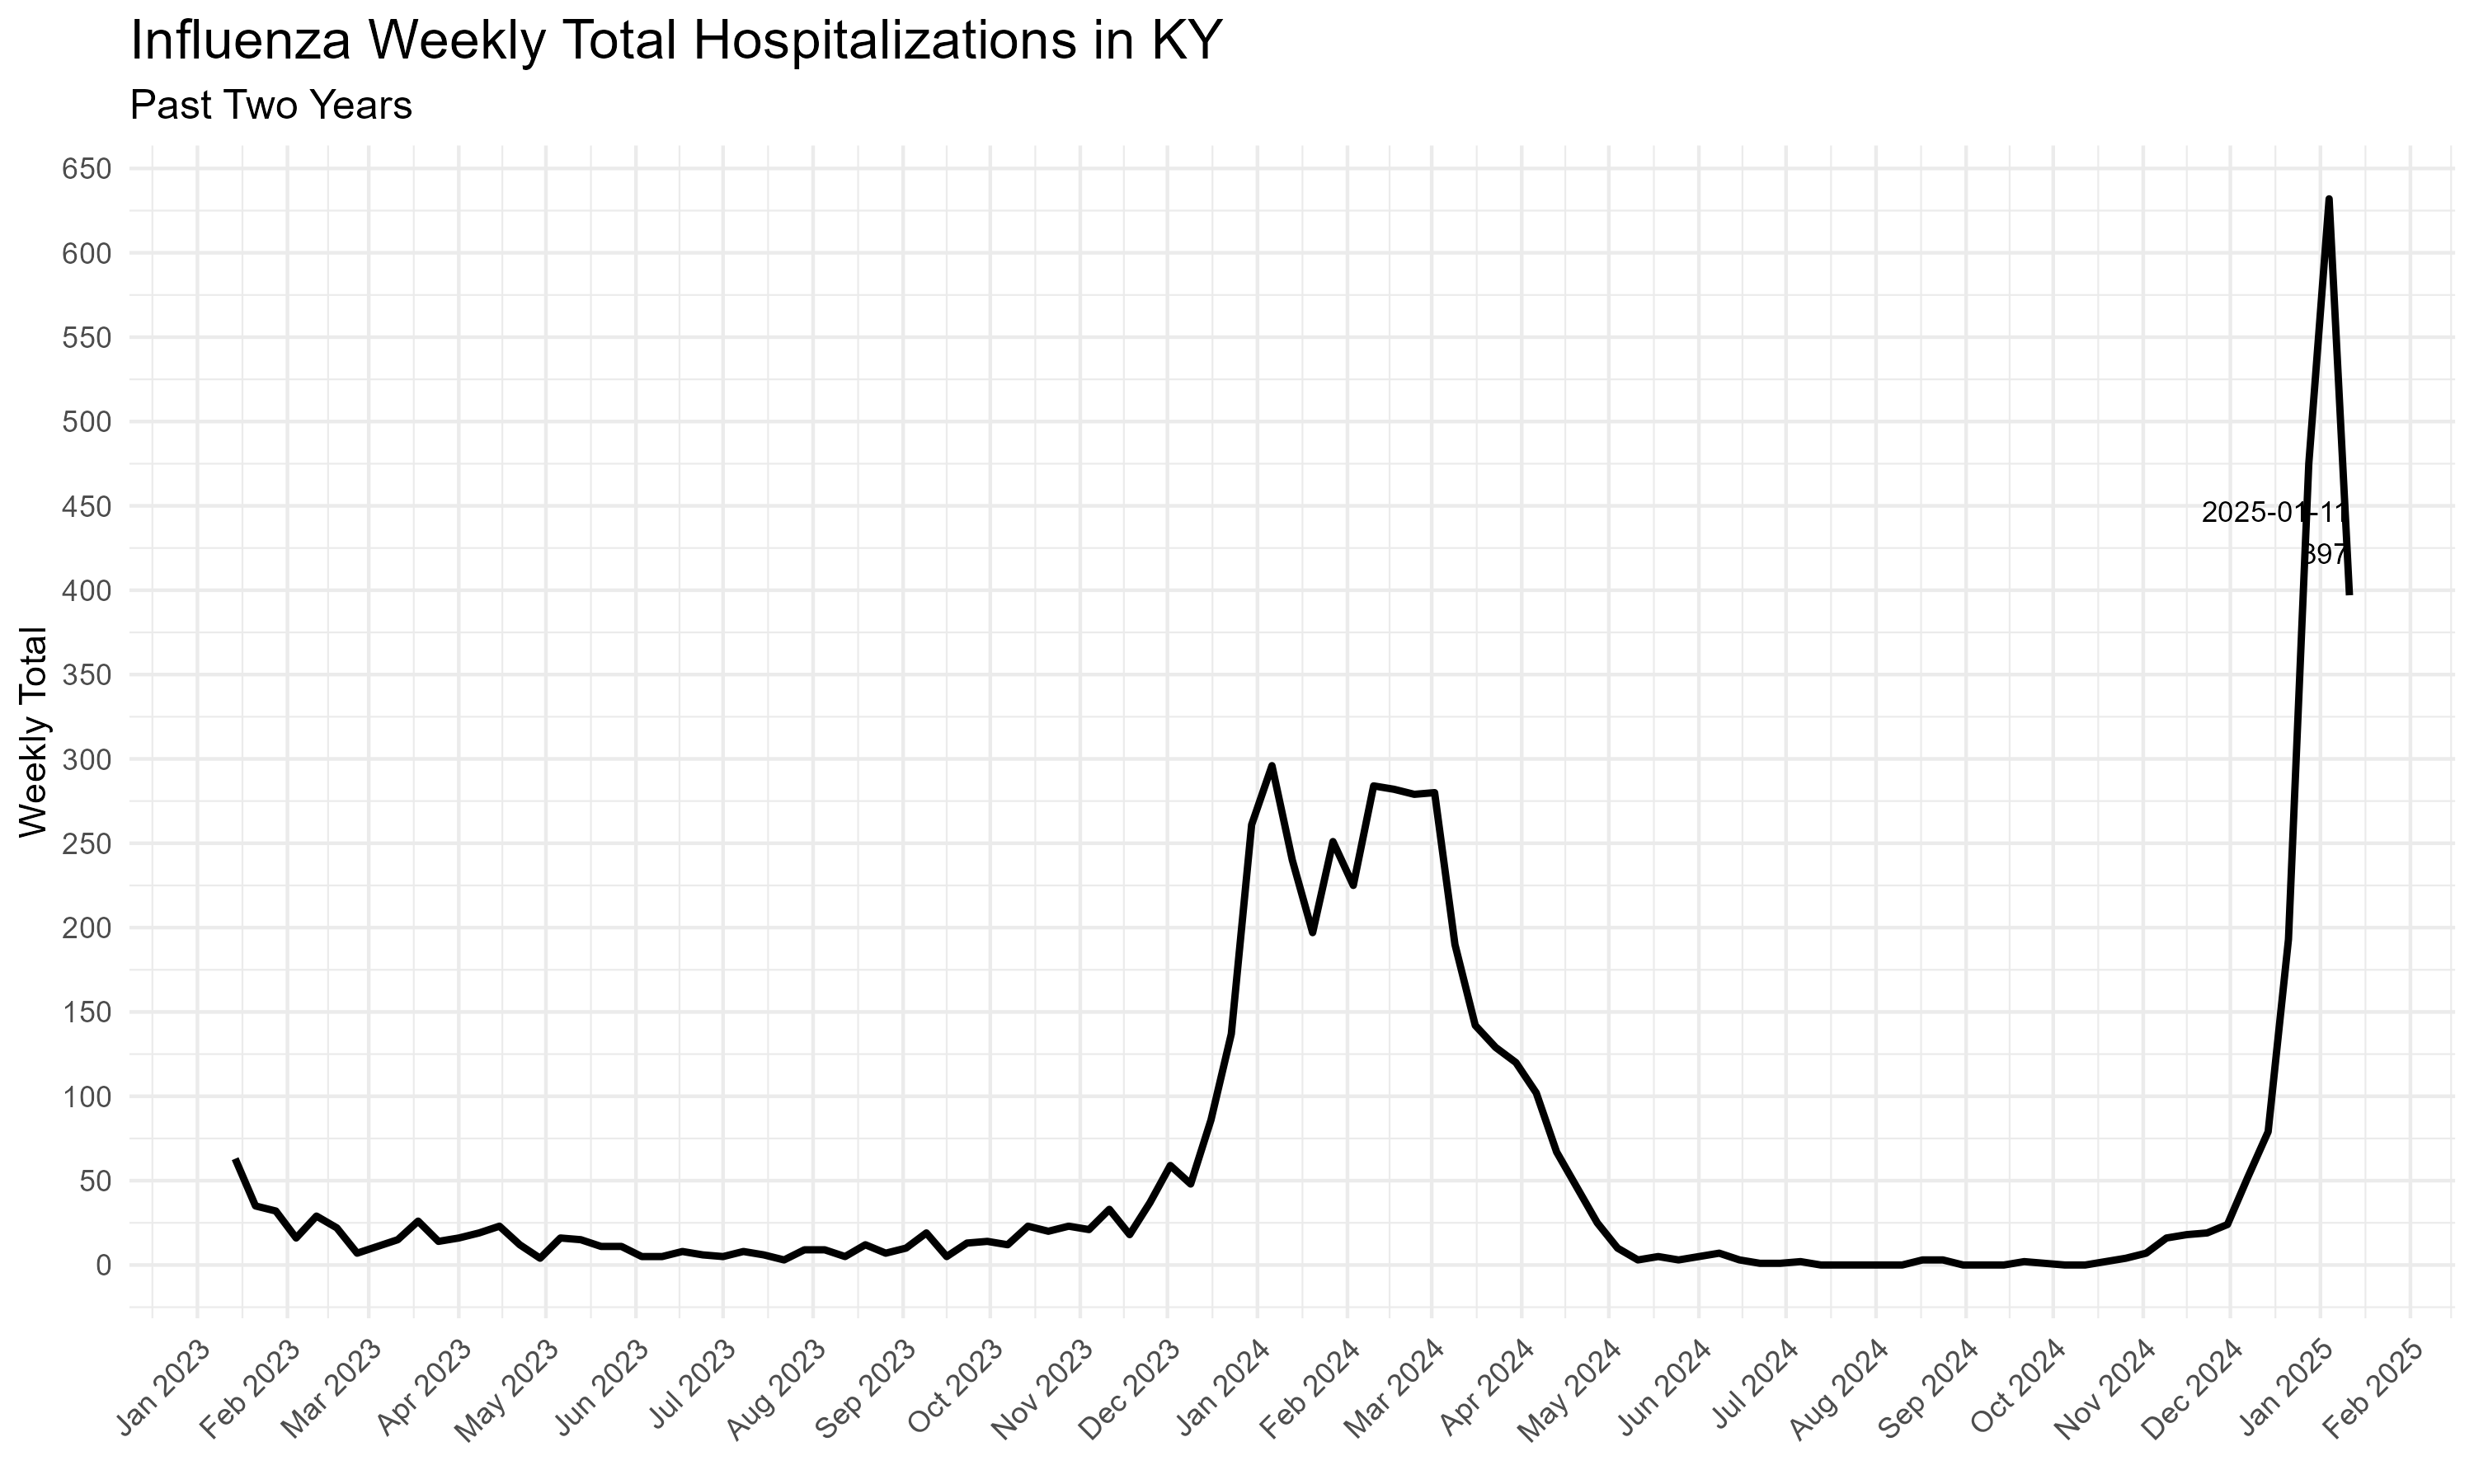 Influenza Weekly Total Hospitalizations in KY
Past Two Years
650
600
550
500
450
400
350
300
250
200
150
100
50
0
Weekly Total
2025-01-11
397
Jan 2023
Feb 2023
Mar 2023
Apr 2023
May 2023
Jun 2023
Jul 2023
Aug 2023
Sep 2023
Oct 2023
Nov 2023
Dec 2023
Jan 2024
Feb 2024
Mar 2024
Apr 2024
May 2024
Jun 2024
Jul 2024
Aug 2024
Sep 2024
Oct 2024
Nov 2024
Dec 2024
Jan 2025
Feb 2025